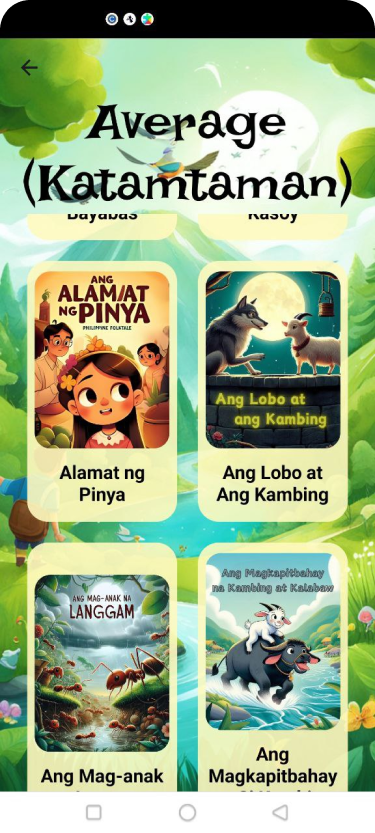 Average
(Katamtaman)
Bayabas
Kasoy
ANG
ALAMAT
NG PINYA
PHILIPPINE FOLKTALE
Alamat ng
Pinya
Ang Lobo at
ang Kambing
Ang Lobo at
Ang Kambing
ANG MAG-ANAK NA
LANGGAM
Ang Mag-anak
Ang Magkapitbahay
na Kambing at Kalabaw
Ang
Magkapitbahay